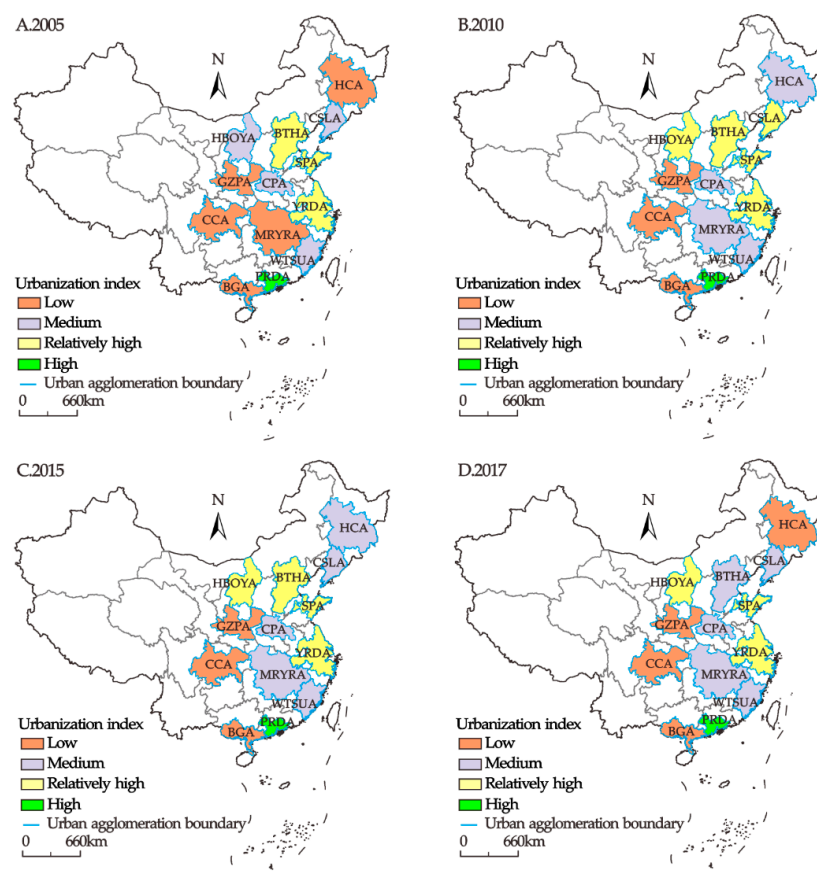 A.2005
N
HCA
CSLA
HBOYA
BTHA
SPA
GZPA
CPA
YRDA
CCA
MRYRA
WTSUA
PRDA
BGA
Urbanization index
Low
Medium
Relatively high
High
Urban agglomeration boundary
0 660km
B.2010
N
HCA
CSLA
HBOYA
BTHA
SPA
GZPA
CPA
YRDA
CCA
MRYRA
WTSUA
PRDA
BGA
Urbanization index
Low
Medium
Relatively high
High
Urban agglomeration boundary
0 660km
C.2015
N
HCA
CSLA
HBOYA
BTHA
SPA
GZPA
CPA
YRDA
CCA
MRYRA
WTSUA
PRDA
BGA
Urbanization index
Low
Medium
Relatively high
High
Urban agglomeration boundary
0 660km
D.2017
N
HCA
CSLA
HBOYA
BTHA
SPA
GZPA
CPA
YRDA
CCA
MRYRA
WTSUA
PRDA
BGA
Urbanization index
Low
Medium
Relatively high
High
Urban agglomeration boundary
0 660km